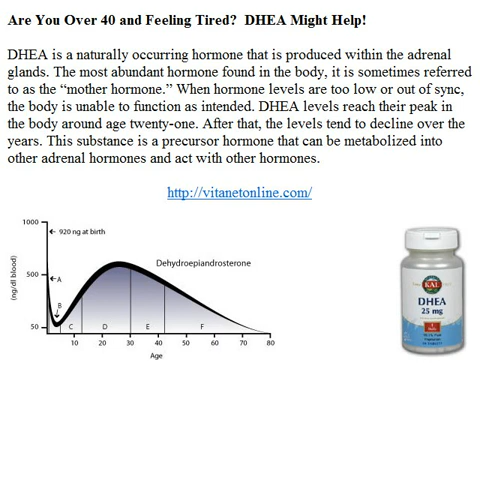 Are You Over 40 and Feeling Tired?  DHEA Might Help!
DHEA is a naturally occurring hormone that is produced within the adrenal
glands. The most abundant hormone found in the body, it is sometimes referred
to as the “mother hormone.” When hormone levels are too low or out of sync,
the body is unable to function as intended. DHEA levels reach their peak in
the body around age twenty-one. After that, the levels tend to decline over the
years. This substance is a precursor hormone that can be metabolized into
other adrenal hormones and act with other hormones.
http://vitanetonline.com/
1000
920 ng at birth
Dehydroepiandrosterone
(ng/dl blood)
500
A
B
50
C D E F
10 20 30 40 50 60 70 80
Age
KAL
DHEA
25 mg